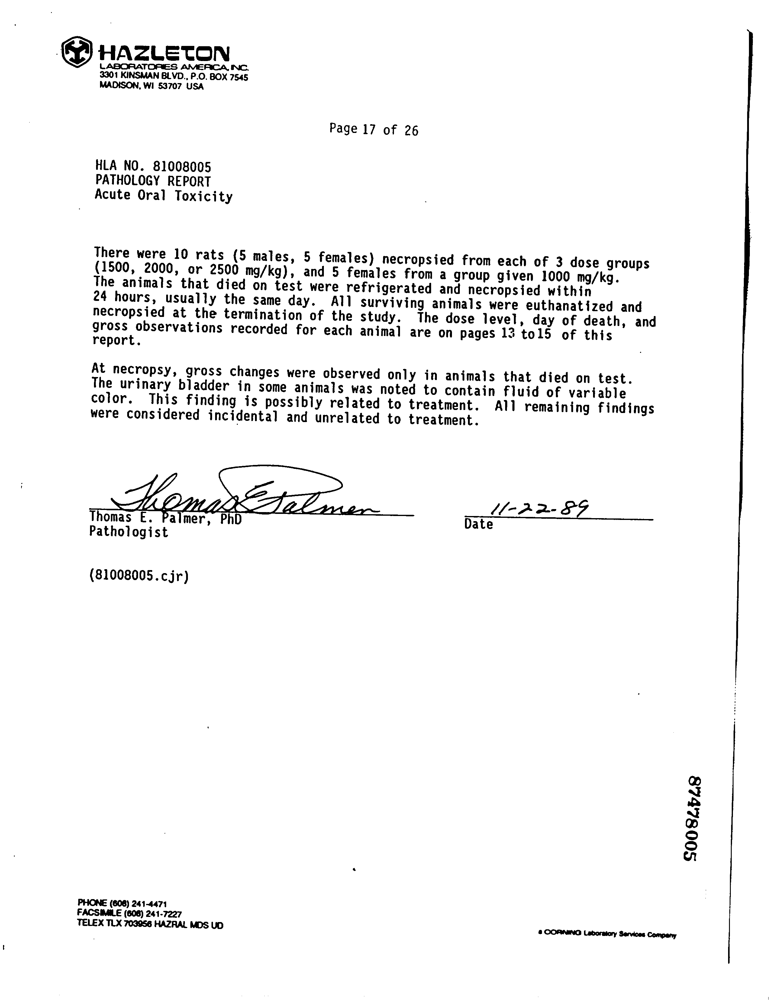 HAZLETON
LABORATORIES AMERICA, INC.
3301 KINSMAN BLVD., P.O. BOX 7545
MADISON, WI 53707 USA
Page 17 of 26
HLA NO. 81008005
PATHOLOGY REPORT
Acute Oral Toxicity
There were 10 rats (5 males, 5 females) necropsied from each of 3 dose groups
(1500, 2000, or 2500 mg/kg), and 5 females from a group given 1000 mg/kg.
The animals that died on test were refrigerated and necropsied within
24 hours, usually the same day. All surviving animals were euthanatized and
necropsied at the termination of the study. The dose level, day of death, and
gross observations recorded for each animal are on pages 13 to 15 of this
report.
At necropsy, gross changes were observed only in animals that died on test.
The urinary bladder in some animals was noted to contain fluid of variable
color. This finding is possibly related to treatment. All remaining findings
were considered incidental and unrelated to treatment.
Thomas E Palmer 11-22-89
Thomas E. Palmer, PhD Date
Pathologist
(81008005.cjr)
87478005
PHONE (608) 241-4471
FACSIMILE (608) 241-7227
TELEX TLX 703956 HAZRAL MDS UD
a CORNING Laboratory Services Company